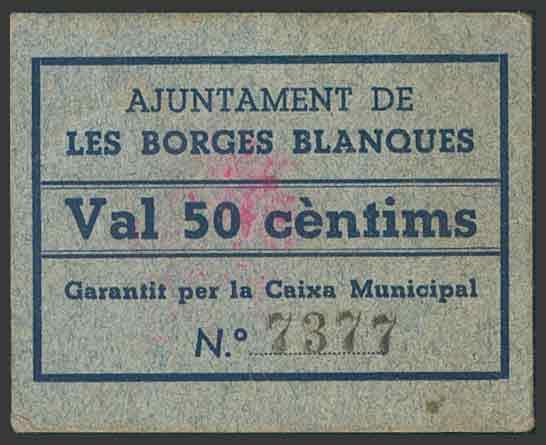 AJUNTAMENT DE
LES BORGES BLANQUES
Val 50 cèntims
Garantit per la Caixa Municipal
N.º 7377